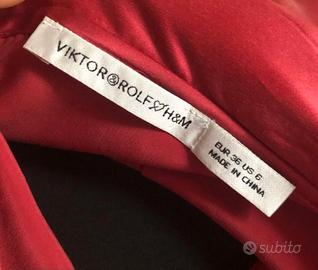 VIKTOR&ROLF H&M
EUR 36 US 6
MADE IN CHINA
subito